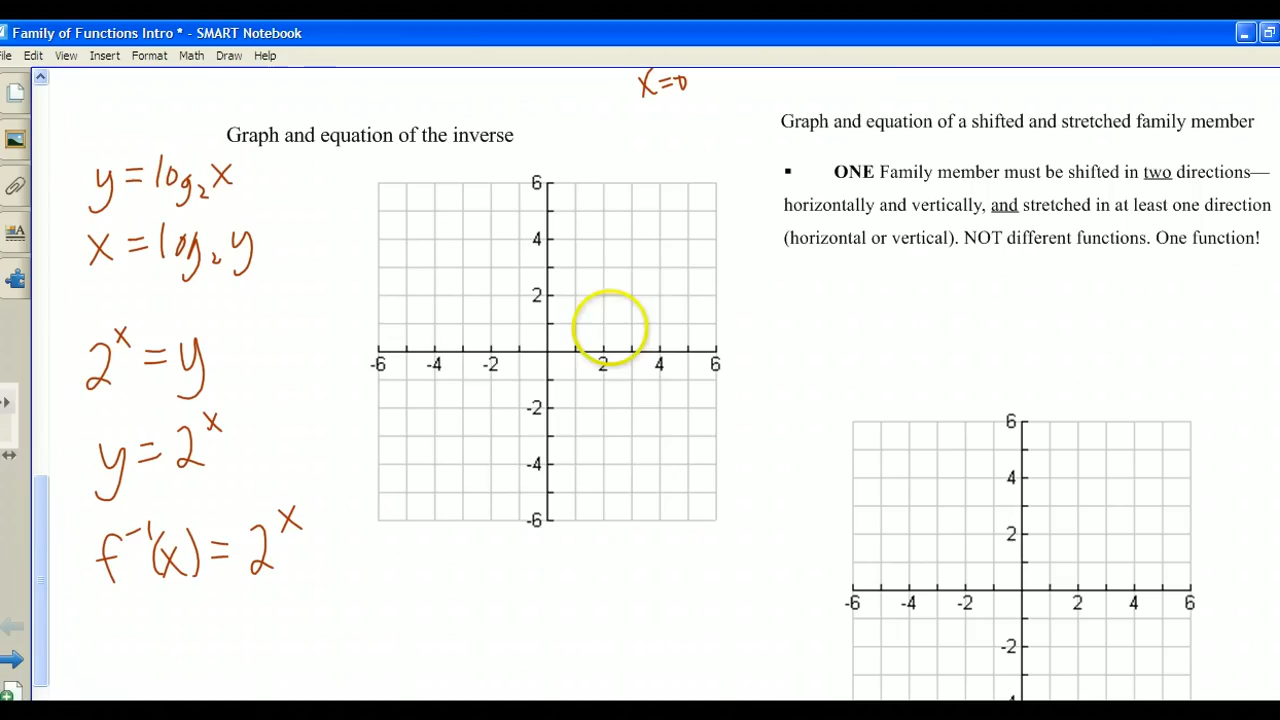 Family of Functions Intro * - SMART Notebook
File Edit View Insert Format Math Draw Help
x=0
Graph and equation of the inverse
y = log₂x
x = log₂y
2ˣ = y
y = 2ˣ
f⁻¹(x) = 2ˣ
6
4
2
-6 -4 -2 2 4 6
-2
-4
-6
Graph and equation of a shifted and stretched family member
▪ ONE Family member must be shifted in two directions—
horizontally and vertically, and stretched in at least one direction
(horizontal or vertical). NOT different functions. One function!
6
4
2
-6 -4 -2 2 4 6
-2